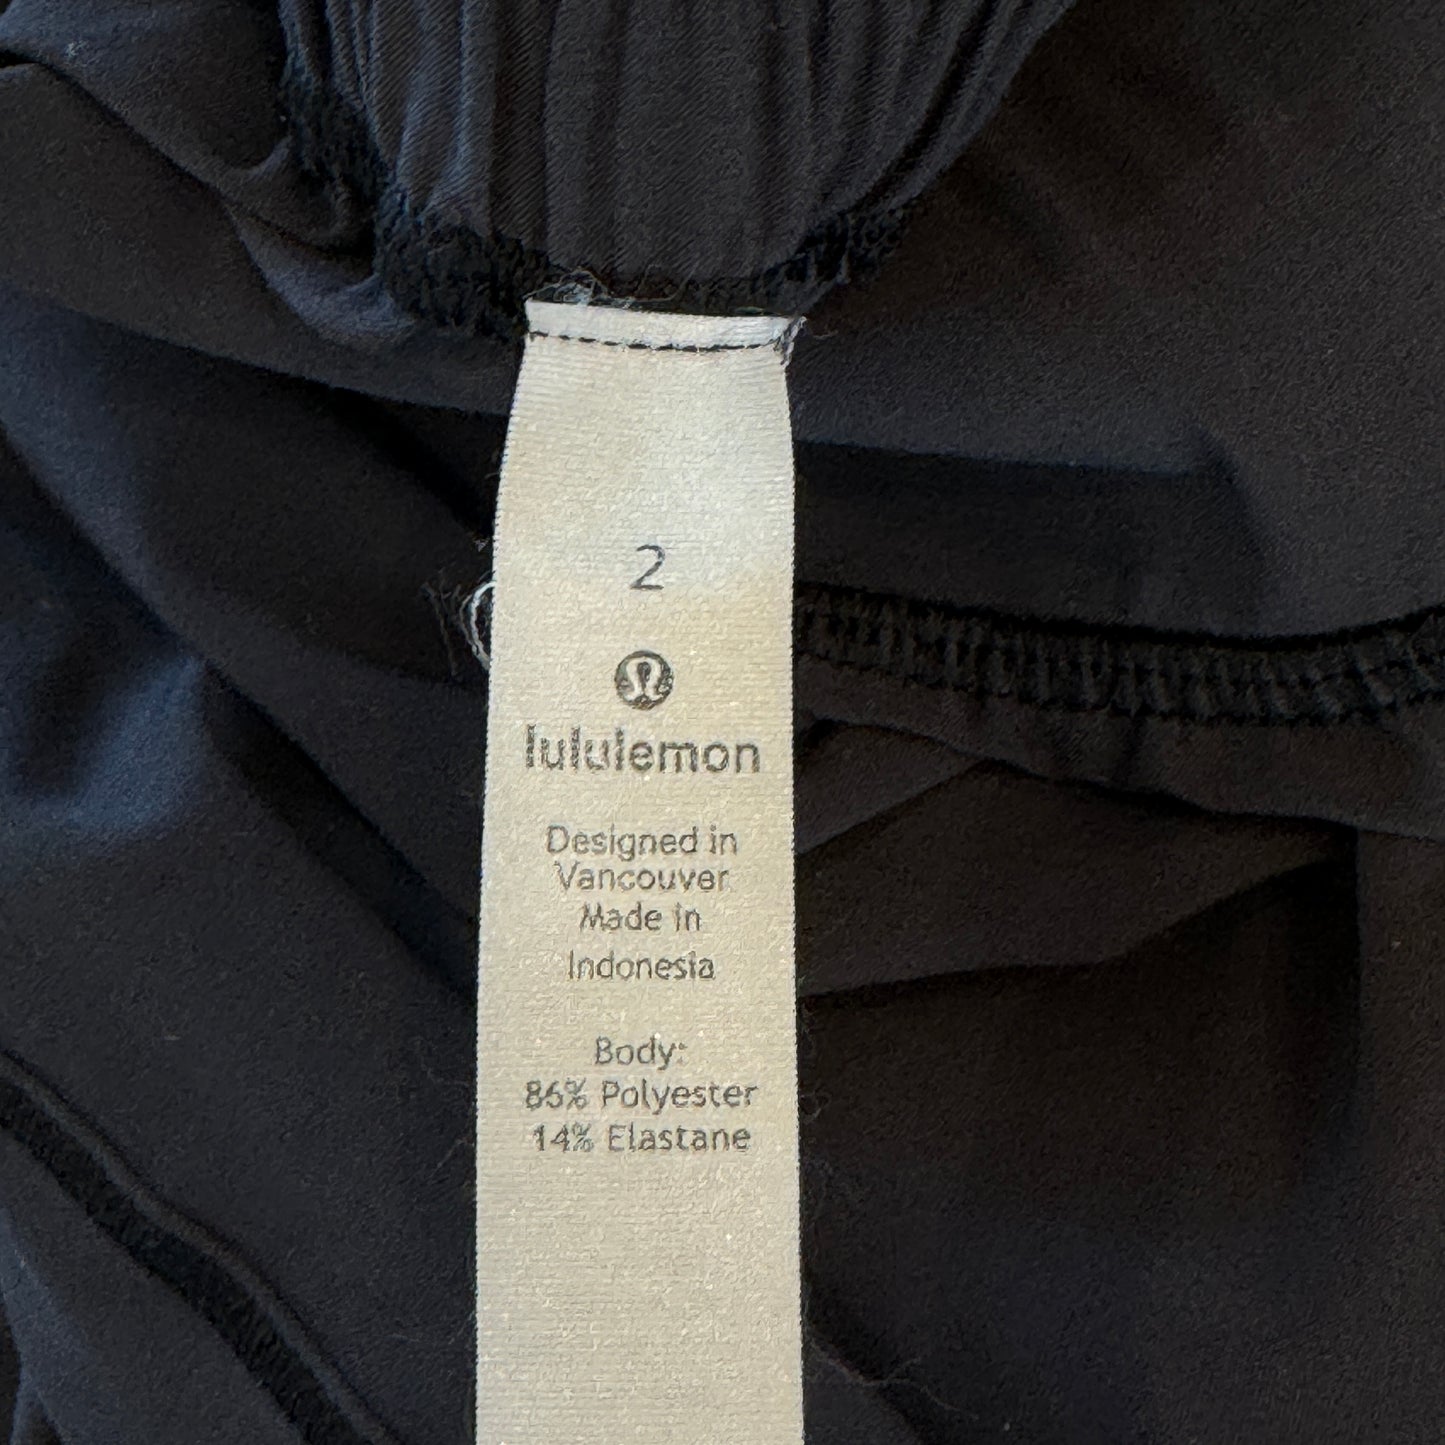 2
lululemon
Designed in
Vancouver
Made in
Indonesia
Body:
86% Polyester
14% Elastane